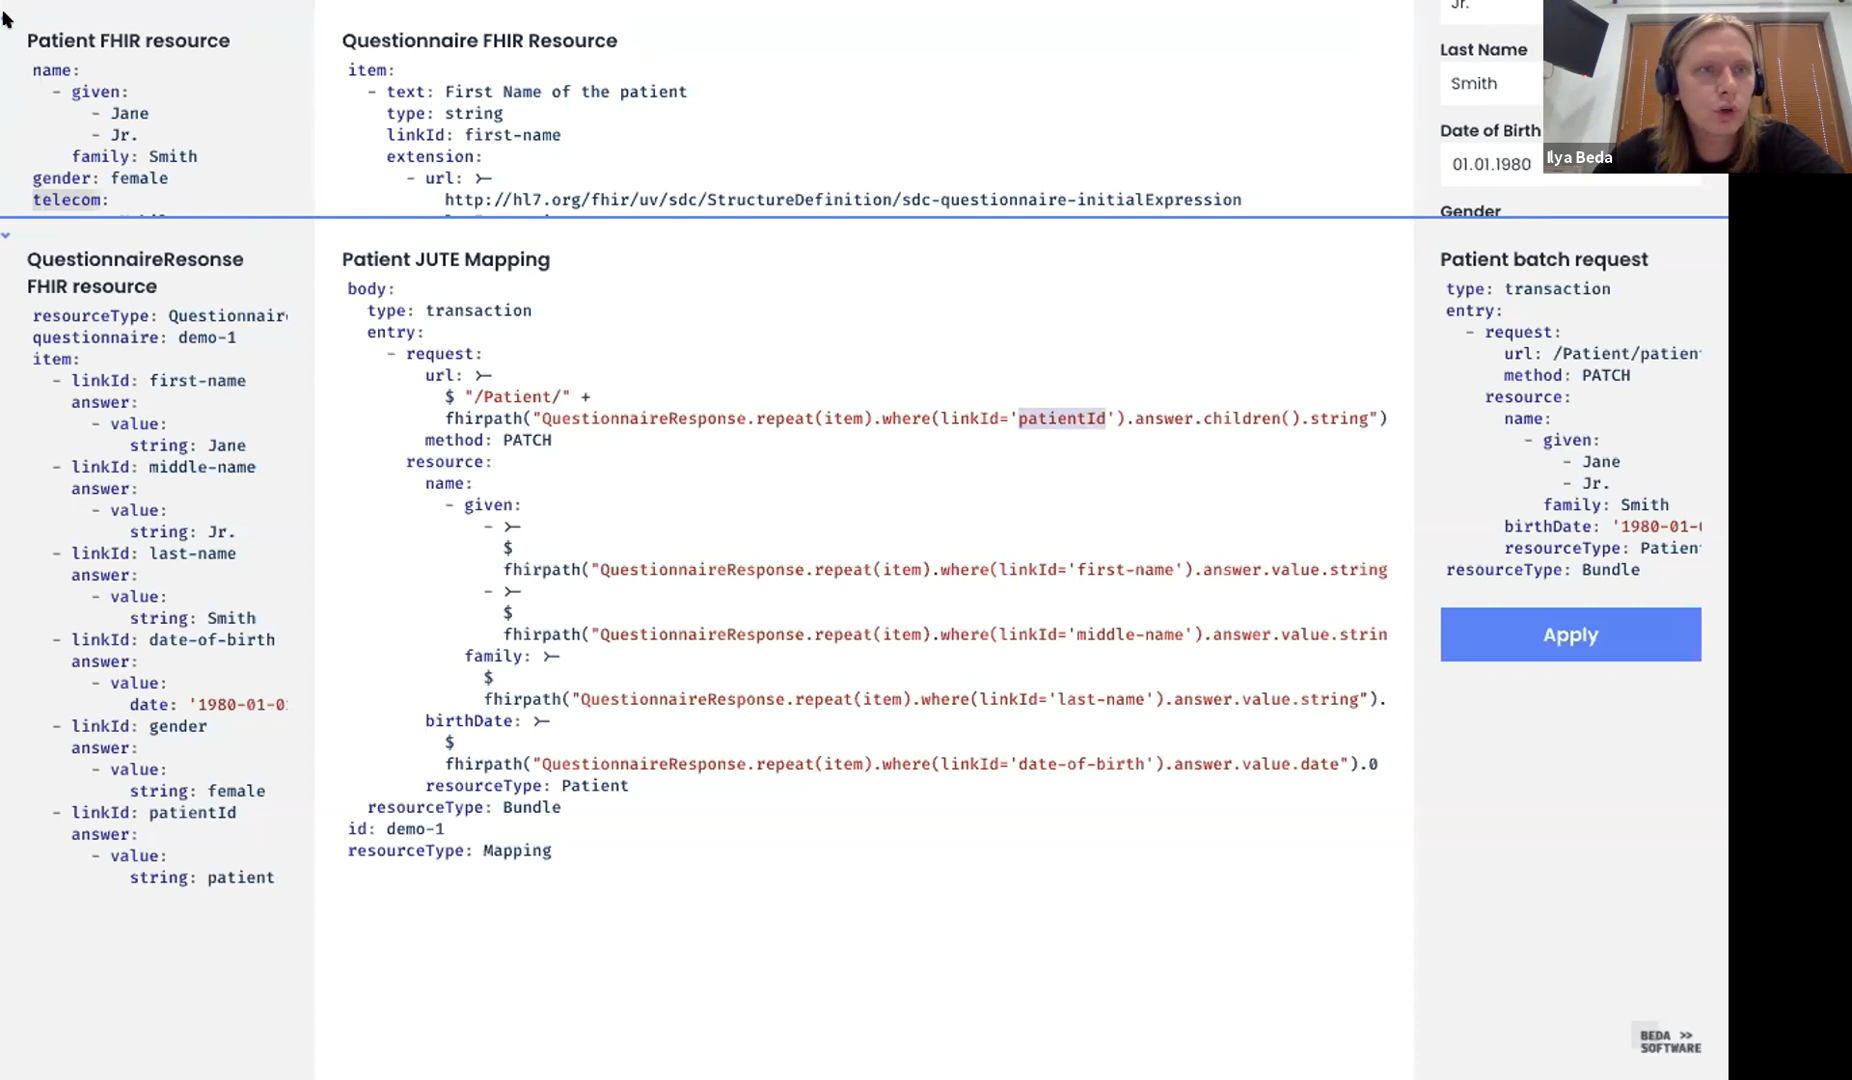 Patient FHIR resource
name:
- given:
- Jane
- Jr.
family: Smith
gender: female
telecom:
Questionnaire FHIR Resource
item:
- text: First Name of the patient
type: string
linkId: first-name
extension:
- url: >-
http://hl7.org/fhir/uv/sdc/StructureDefinition/sdc-questionnaire-initialExpression
Jr.
Last Name
Smith
Date of Birth
01.01.1980
Gender
Ilya Beda
QuestionnaireResonse
FHIR resource
resourceType: Questionnair
questionnaire: demo-1
item:
- linkId: first-name
answer:
- value:
string: Jane
- linkId: middle-name
answer:
- value:
string: Jr.
- linkId: last-name
answer:
- value:
string: Smith
- linkId: date-of-birth
answer:
- value:
date: '1980-01-0
- linkId: gender
answer:
- value:
string: female
- linkId: patientId
answer:
- value:
string: patient
Patient JUTE Mapping
body:
type: transaction
entry:
- request:
url: >-
$ "/Patient/" +
fhirpath("QuestionnaireResponse.repeat(item).where(linkId='patientId').answer.children().string")
method: PATCH
resource:
name:
- given:
- >-
$
fhirpath("QuestionnaireResponse.repeat(item).where(linkId='first-name').answer.value.string
- >-
$
fhirpath("QuestionnaireResponse.repeat(item).where(linkId='middle-name').answer.value.strin
family: >-
$
fhirpath("QuestionnaireResponse.repeat(item).where(linkId='last-name').answer.value.string").
birthDate: >-
$
fhirpath("QuestionnaireResponse.repeat(item).where(linkId='date-of-birth').answer.value.date").0
resourceType: Patient
resourceType: Bundle
id: demo-1
resourceType: Mapping
Patient batch request
type: transaction
entry:
- request:
url: /Patient/patien
method: PATCH
resource:
name:
- given:
- Jane
- Jr.
family: Smith
birthDate: '1980-01-
resourceType: Patien
resourceType: Bundle
Apply
BEDA >>
SOFTWARE